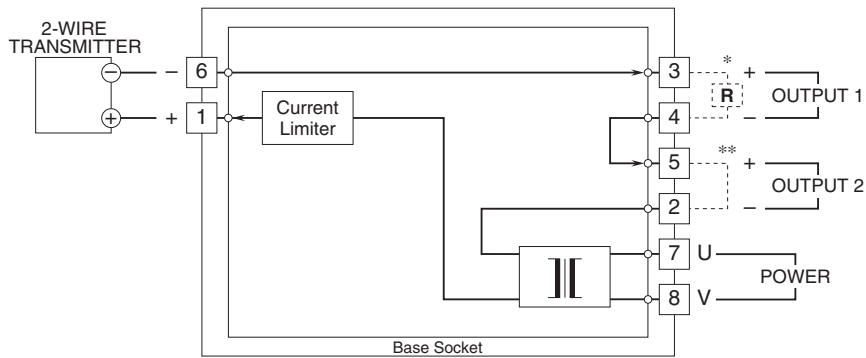 2-WIRE
TRANSMITTER
− − 6
+ + 1
Current
Limiter
3 * +
R OUTPUT 1
4 −
5 ** +
OUTPUT 2
2 −
7 U
POWER
8 V
Base Socket